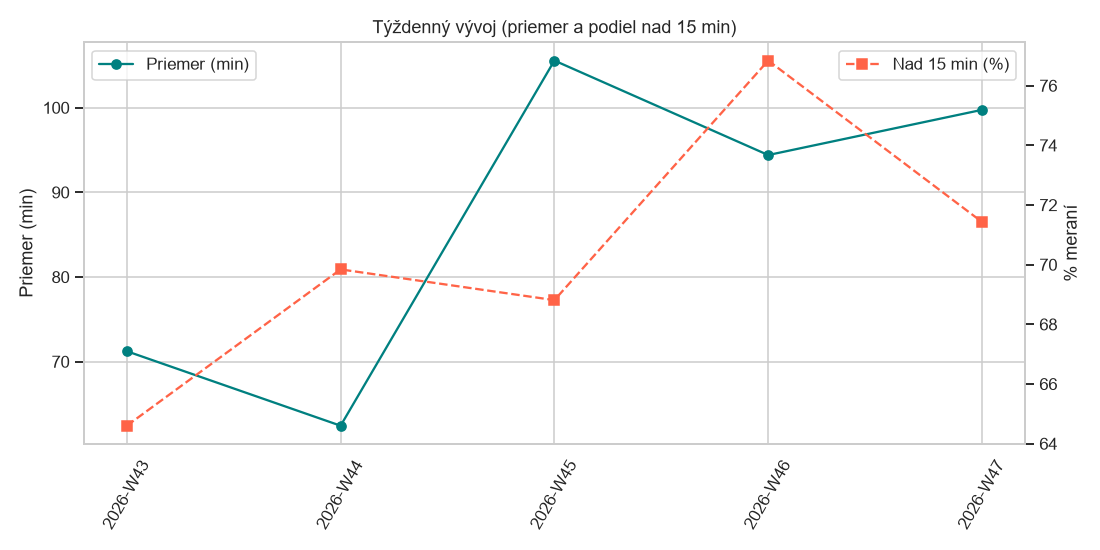 Týždenný vývoj (priemer a podiel nad 15 min)
Priemer (min)
Nad 15 min (%)
Priemer (min)
100
90
80
70
% meraní
76
74
72
70
68
66
64
2026-W43
2026-W44
2026-W45
2026-W46
2026-W47